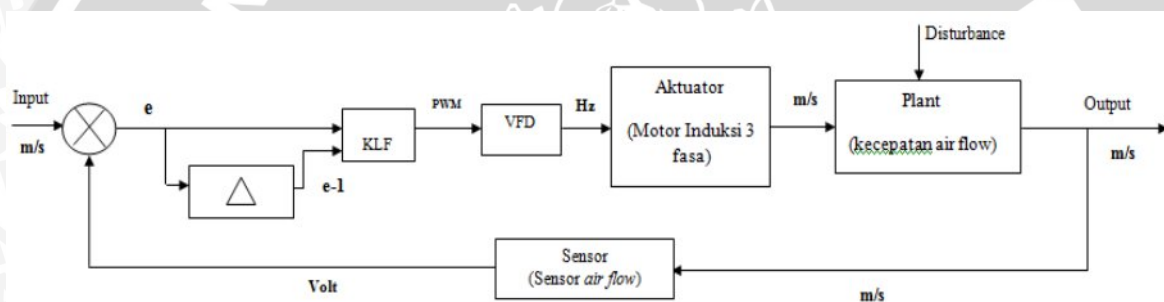 Input
m/s
e
Δ
e-1
KLF
PWM
VFD
Hz
Aktuator
(Motor Induksi 3
fasa)
m/s
Disturbance
Plant
(kecepatan air flow)
Output
m/s
Sensor
(Sensor air flow)
Volt
m/s